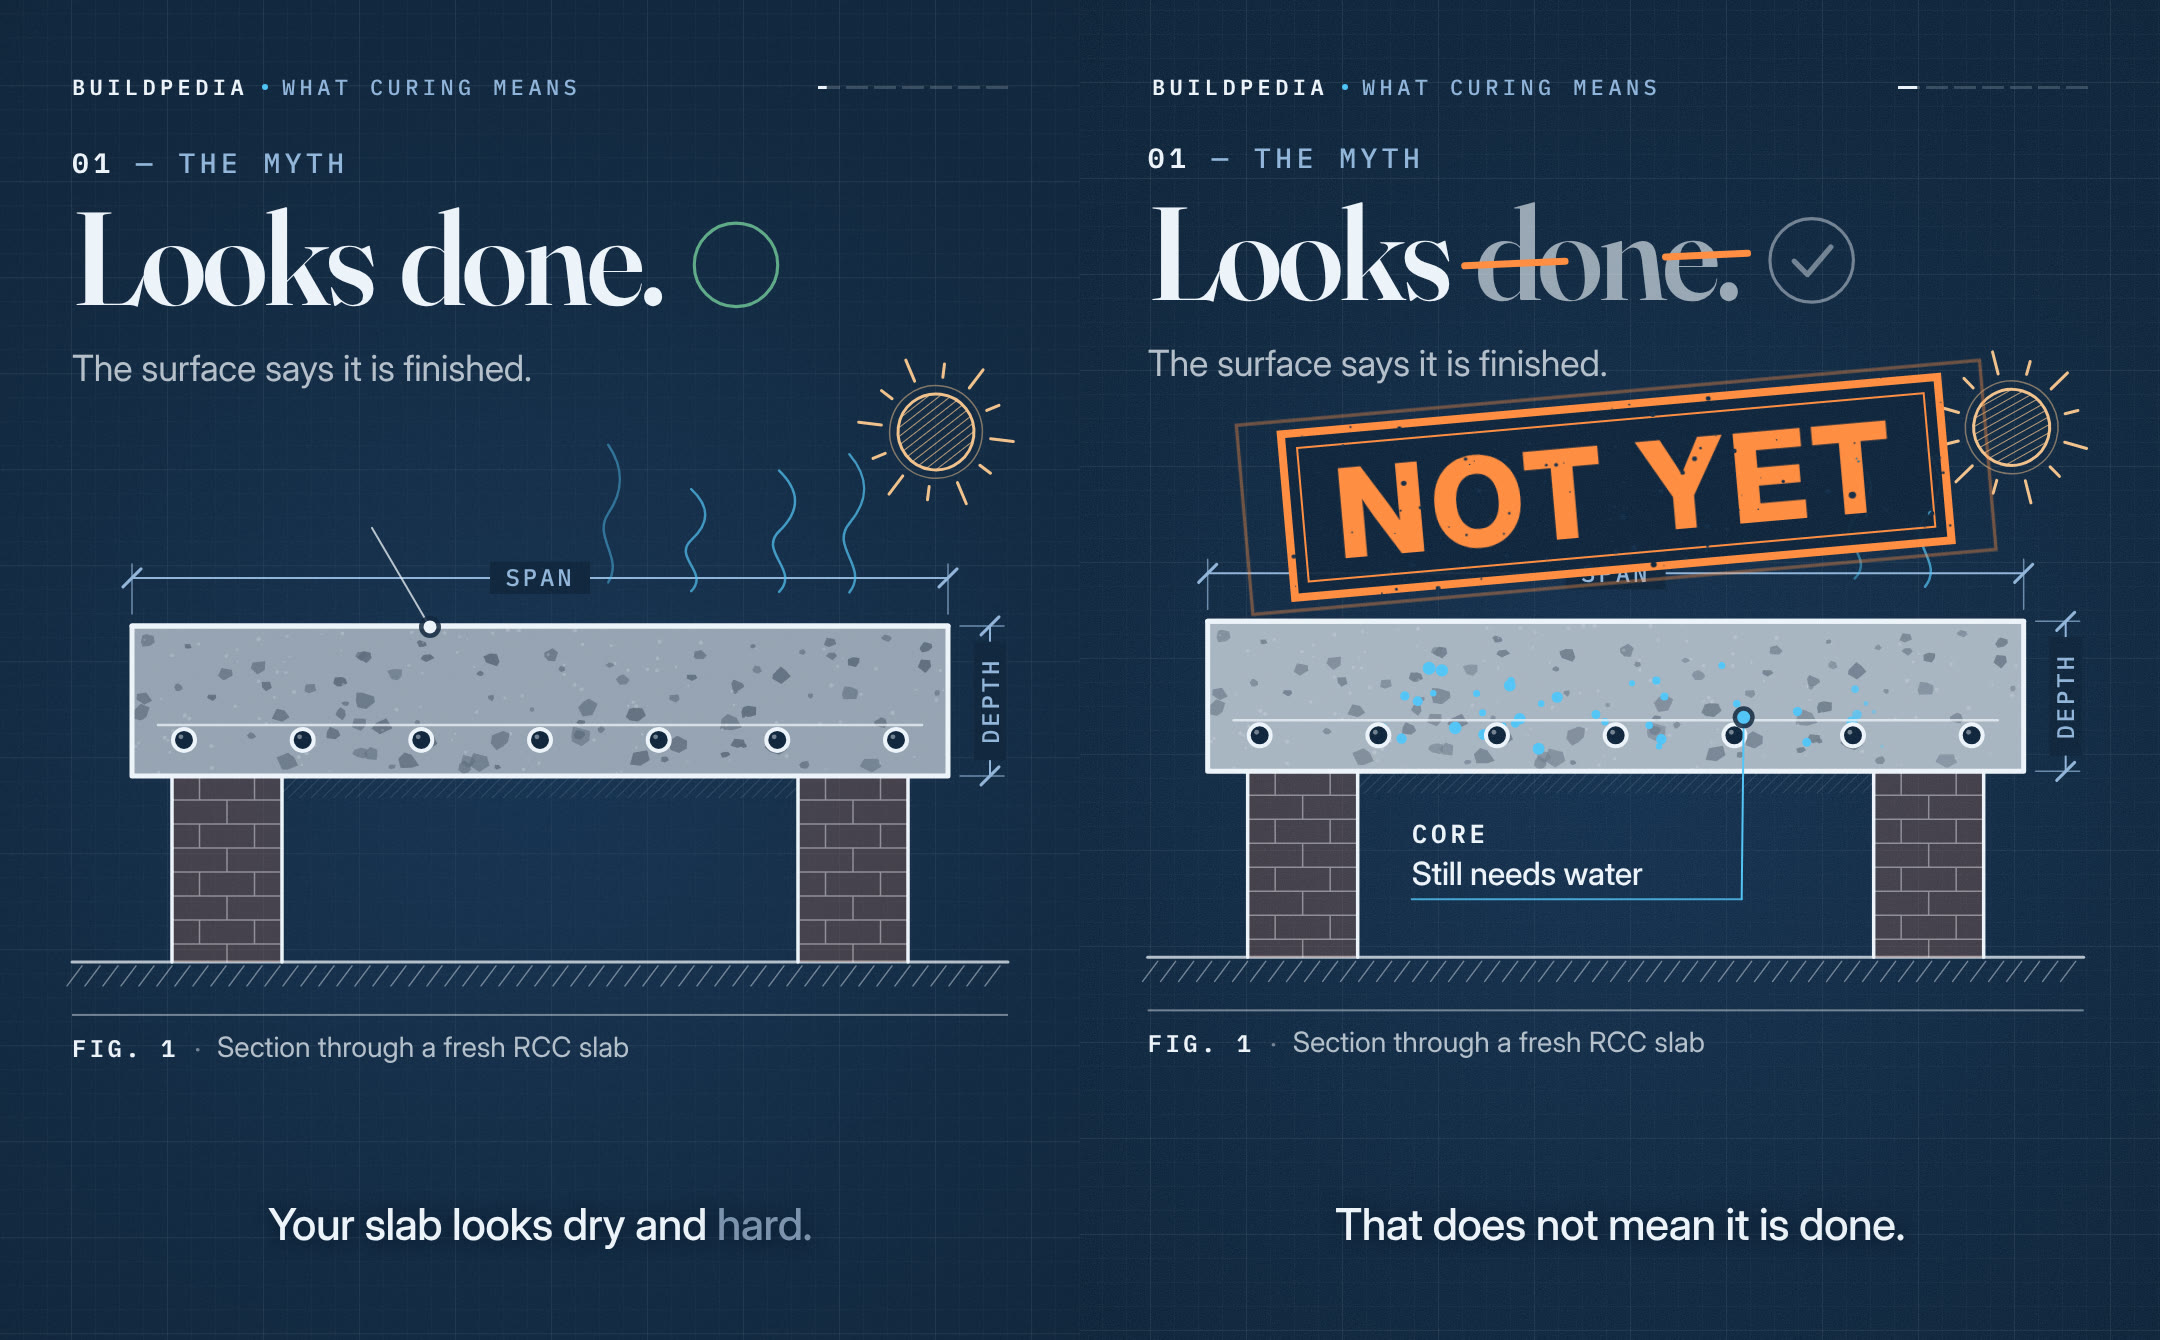 BUILDPEDIA • WHAT CURING MEANS
01 — THE MYTH
Looks done.
The surface says it is finished.
SPAN
DEPTH
FIG. 1 · Section through a fresh RCC slab
Your slab looks dry and hard.
BUILDPEDIA • WHAT CURING MEANS
01 — THE MYTH
Looks done.
The surface says it is finished.
NOT YET
SPAN
DEPTH
CORE
Still needs water
FIG. 1 · Section through a fresh RCC slab
That does not mean it is done.